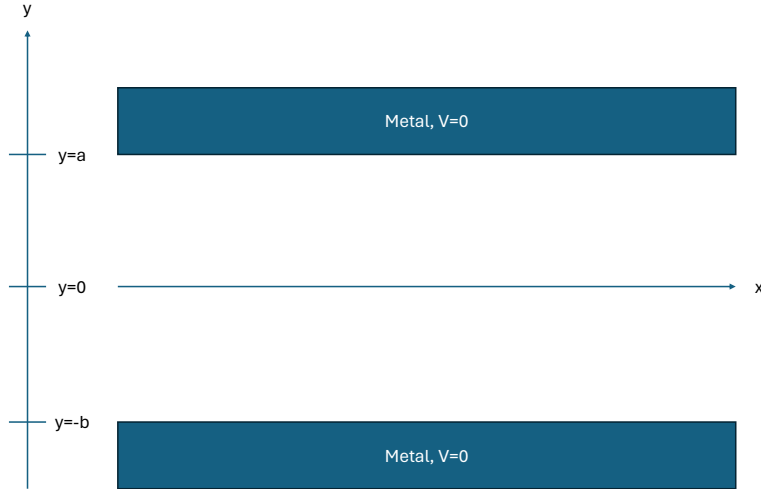 y
Metal, V=0
y=a
y=0
x
y=-b
Metal, V=0